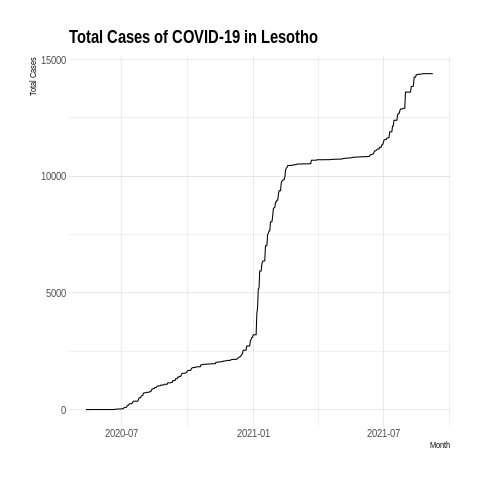 Total Cases of COVID-19 in Lesotho
Total Cases
15000
10000
5000
0
2020-07
2021-01
2021-07
Month